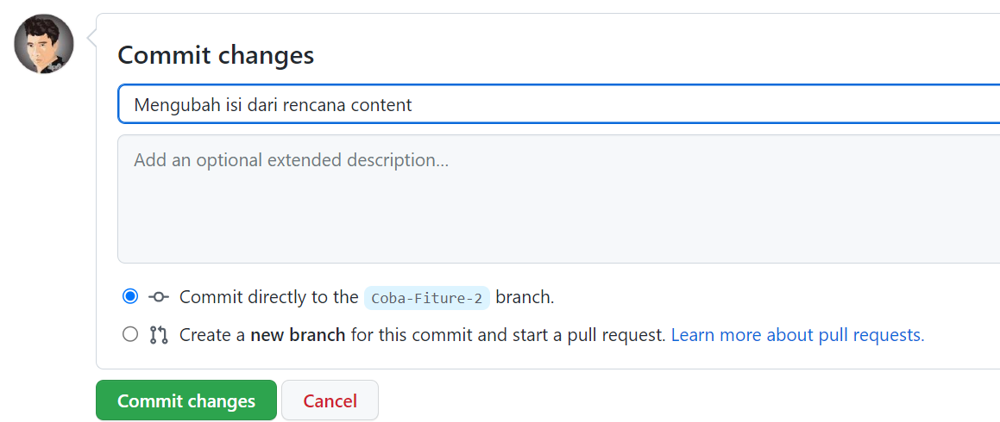 Commit changes
Mengubah isi dari rencana content
Add an optional extended description...
Commit directly to the Coba-Fiture-2 branch.
Create a new branch for this commit and start a pull request. Learn more about pull requests.
Commit changes Cancel